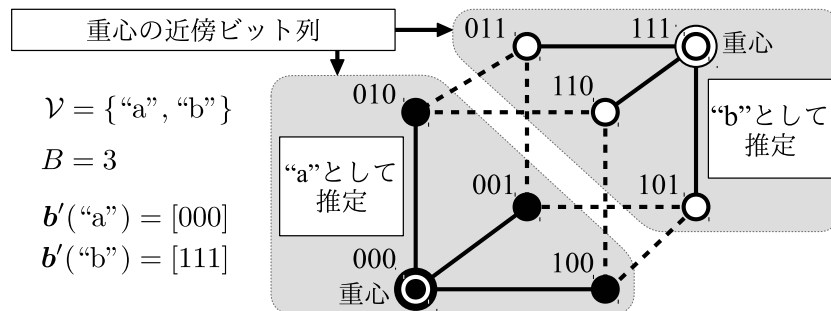 重心の近傍ビット列
𝒱 = {“a”, “b”}
B = 3
b′(“a”) = [000]
b′(“b”) = [111]
011
111
重心
010
110
“b”として
推定
“a”として
推定
001
101
000
100
重心